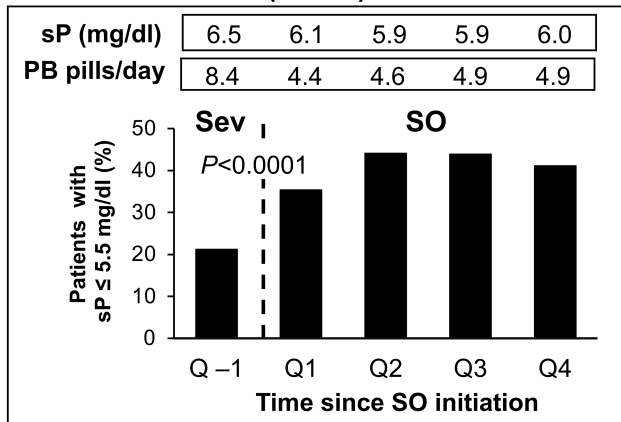 sP (mg/dl) 6.5 6.1 5.9 5.9 6.0
PB pills/day 8.4 4.4 4.6 4.9 4.9
Sev SO
P<0.0001
Patients with
sP ≤ 5.5 mg/dl (%)
50
40
30
20
10
0
Q –1 Q1 Q2 Q3 Q4
Time since SO initiation